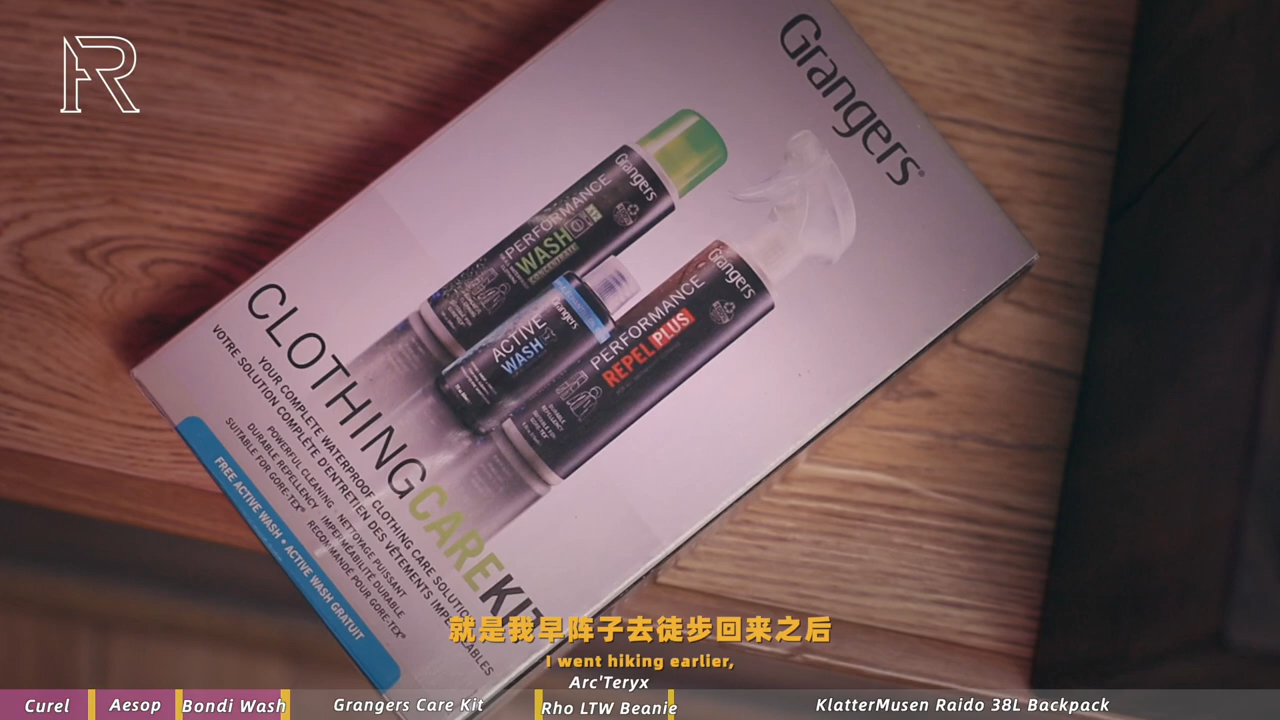 Grangers®
Grangers
PERFORMANCE
WASH
CONCENTRATE
Grangers
ACTIVE
WASH
Grangers
PERFORMANCE
REPEL PLUS
CLOTHING CARE KIT
YOUR COMPLETE WATERPROOF CLOTHING CARE SOLUTION
VOTRE SOLUTION COMPLÈTE D'ENTRETIEN DES VÊTEMENTS
POWERFUL CLEANING
DURABLE REPELLENCY
SUITABLE FOR GORE-TEX®
NETTOYAGE PUISSANT
IMPERMÉABILITÉ DURABLE
RECOMMANDÉ POUR GORE-TEX®
FREE ACTIVE WASH • ACTIVE WASH GRATUIT
就是我早阵子去徒步回来之后
I went hiking earlier,
Curel
Aesop
Bondi Wash
Grangers Care Kit
Arc'Teryx
Rho LTW Beanie
KlatterMusen Raido 38L Backpack